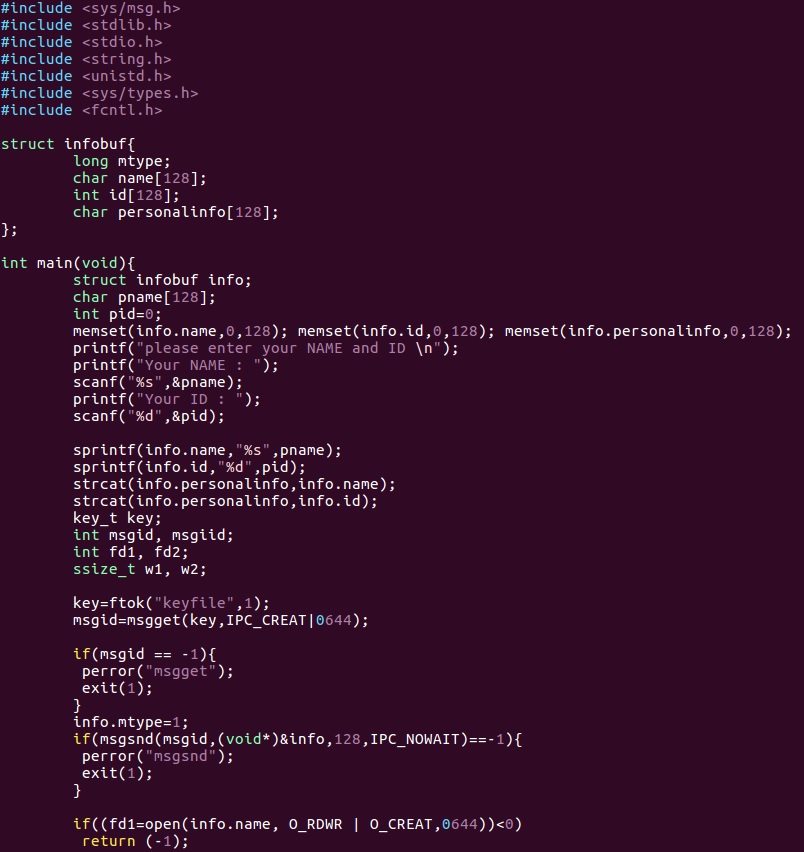 #include <sys/msg.h>
#include <stdlib.h>
#include <stdio.h>
#include <string.h>
#include <unistd.h>
#include <sys/types.h>
#include <fcntl.h>

struct infobuf{
        long mtype;
        char name[128];
        int id[128];
        char personalinfo[128];
};

int main(void){
        struct infobuf info;
        char pname[128];
        int pid=0;
        memset(info.name,0,128); memset(info.id,0,128); memset(info.personalinfo,0,128);
        printf("please enter your NAME and ID \n");
        printf("Your NAME : ");
        scanf("%s",&pname);
        printf("Your ID : ");
        scanf("%d",&pid);

        sprintf(info.name,"%s",pname);
        sprintf(info.id,"%d",pid);
        strcat(info.personalinfo,info.name);
        strcat(info.personalinfo,info.id);
        key_t key;
        int msgid, msgiid;
        int fd1, fd2;
        ssize_t w1, w2;

        key=ftok("keyfile",1);
        msgid=msgget(key,IPC_CREAT|0644);

        if(msgid == -1){
         perror("msgget");
         exit(1);
        }
        info.mtype=1;
        if(msgsnd(msgid,(void*)&info,128,IPC_NOWAIT)==-1){
         perror("msgsnd");
         exit(1);
        }

        if((fd1=open(info.name, O_RDWR | O_CREAT,0644))<0)
         return (-1);